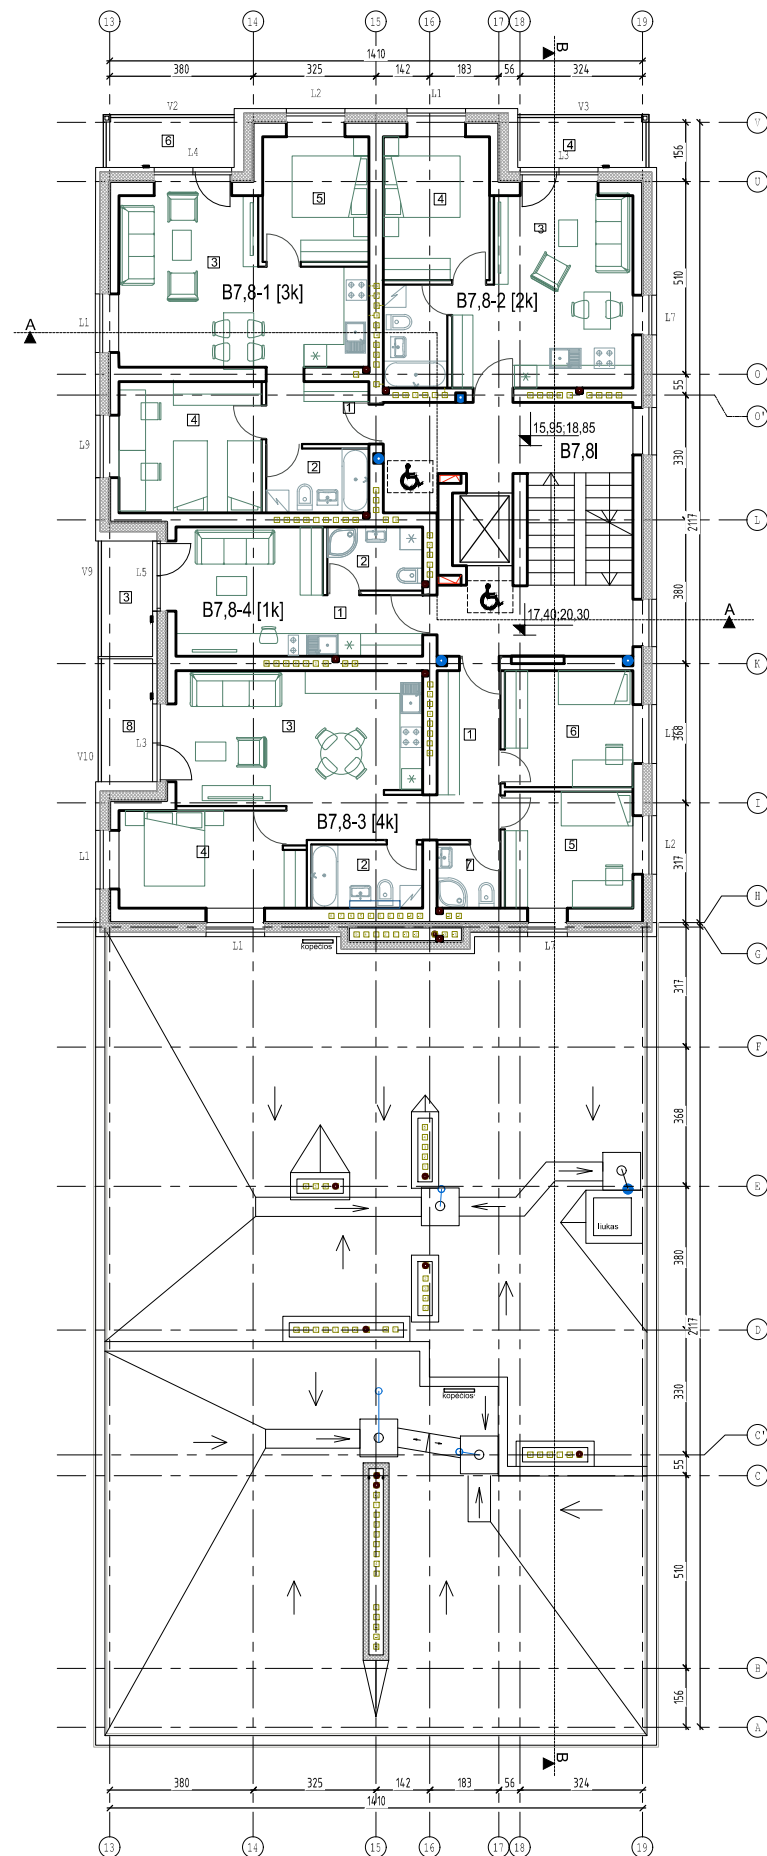 13 14 15 16 17 18 19
B
1410
380 325 142 183 56 324
V2 L2 L1 V3
V
6 4
L4 L3
156
U
5 4
3 3
510
B7,8-1 [3k] B7,8-2 [2k]
L1 L7
A
O
55
O'
1
4
15,95;18,85
L9
B7,8I
330
2
L
2117
V9 L5
2
3
380
B7,8-4 [1k] 1
17,40;20,30
A
K
3 1
8 6
V10 L3
368
I
B7,8-3 [4k]
4 2 7 5
L1 L2
317
H
L1 kopėčios L7
G
317
F
368
E
liukas
380
D
2117
330
kopėčios
C'
55
C
510
B
156
A
B
380 325 142 183 56 324
1410
13 14 15 16 17 18 19